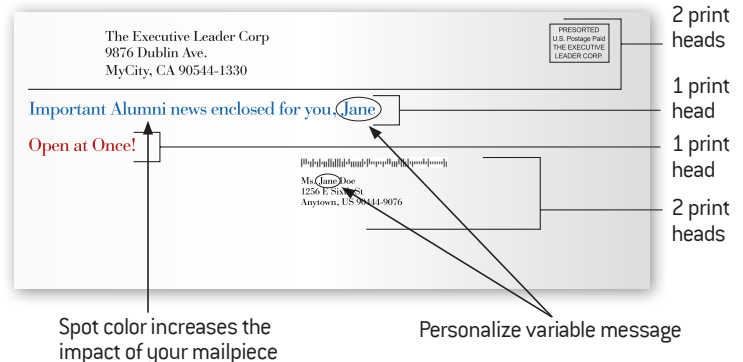 The Executive Leader Corp
9876 Dublin Ave.
MyCity, CA 90544-1330
PRESORTED
U.S. Postage Paid
THE EXECUTIVE
LEADER CORP.
2 print
heads
Important Alumni news enclosed for you, Jane
1 print
head
Open at Once!
1 print
head
Ms. Jane Doe
1256 E Sixth St
Anytown, US 90444-9076
2 print
heads
Spot color increases the
impact of your mailpiece
Personalize variable message